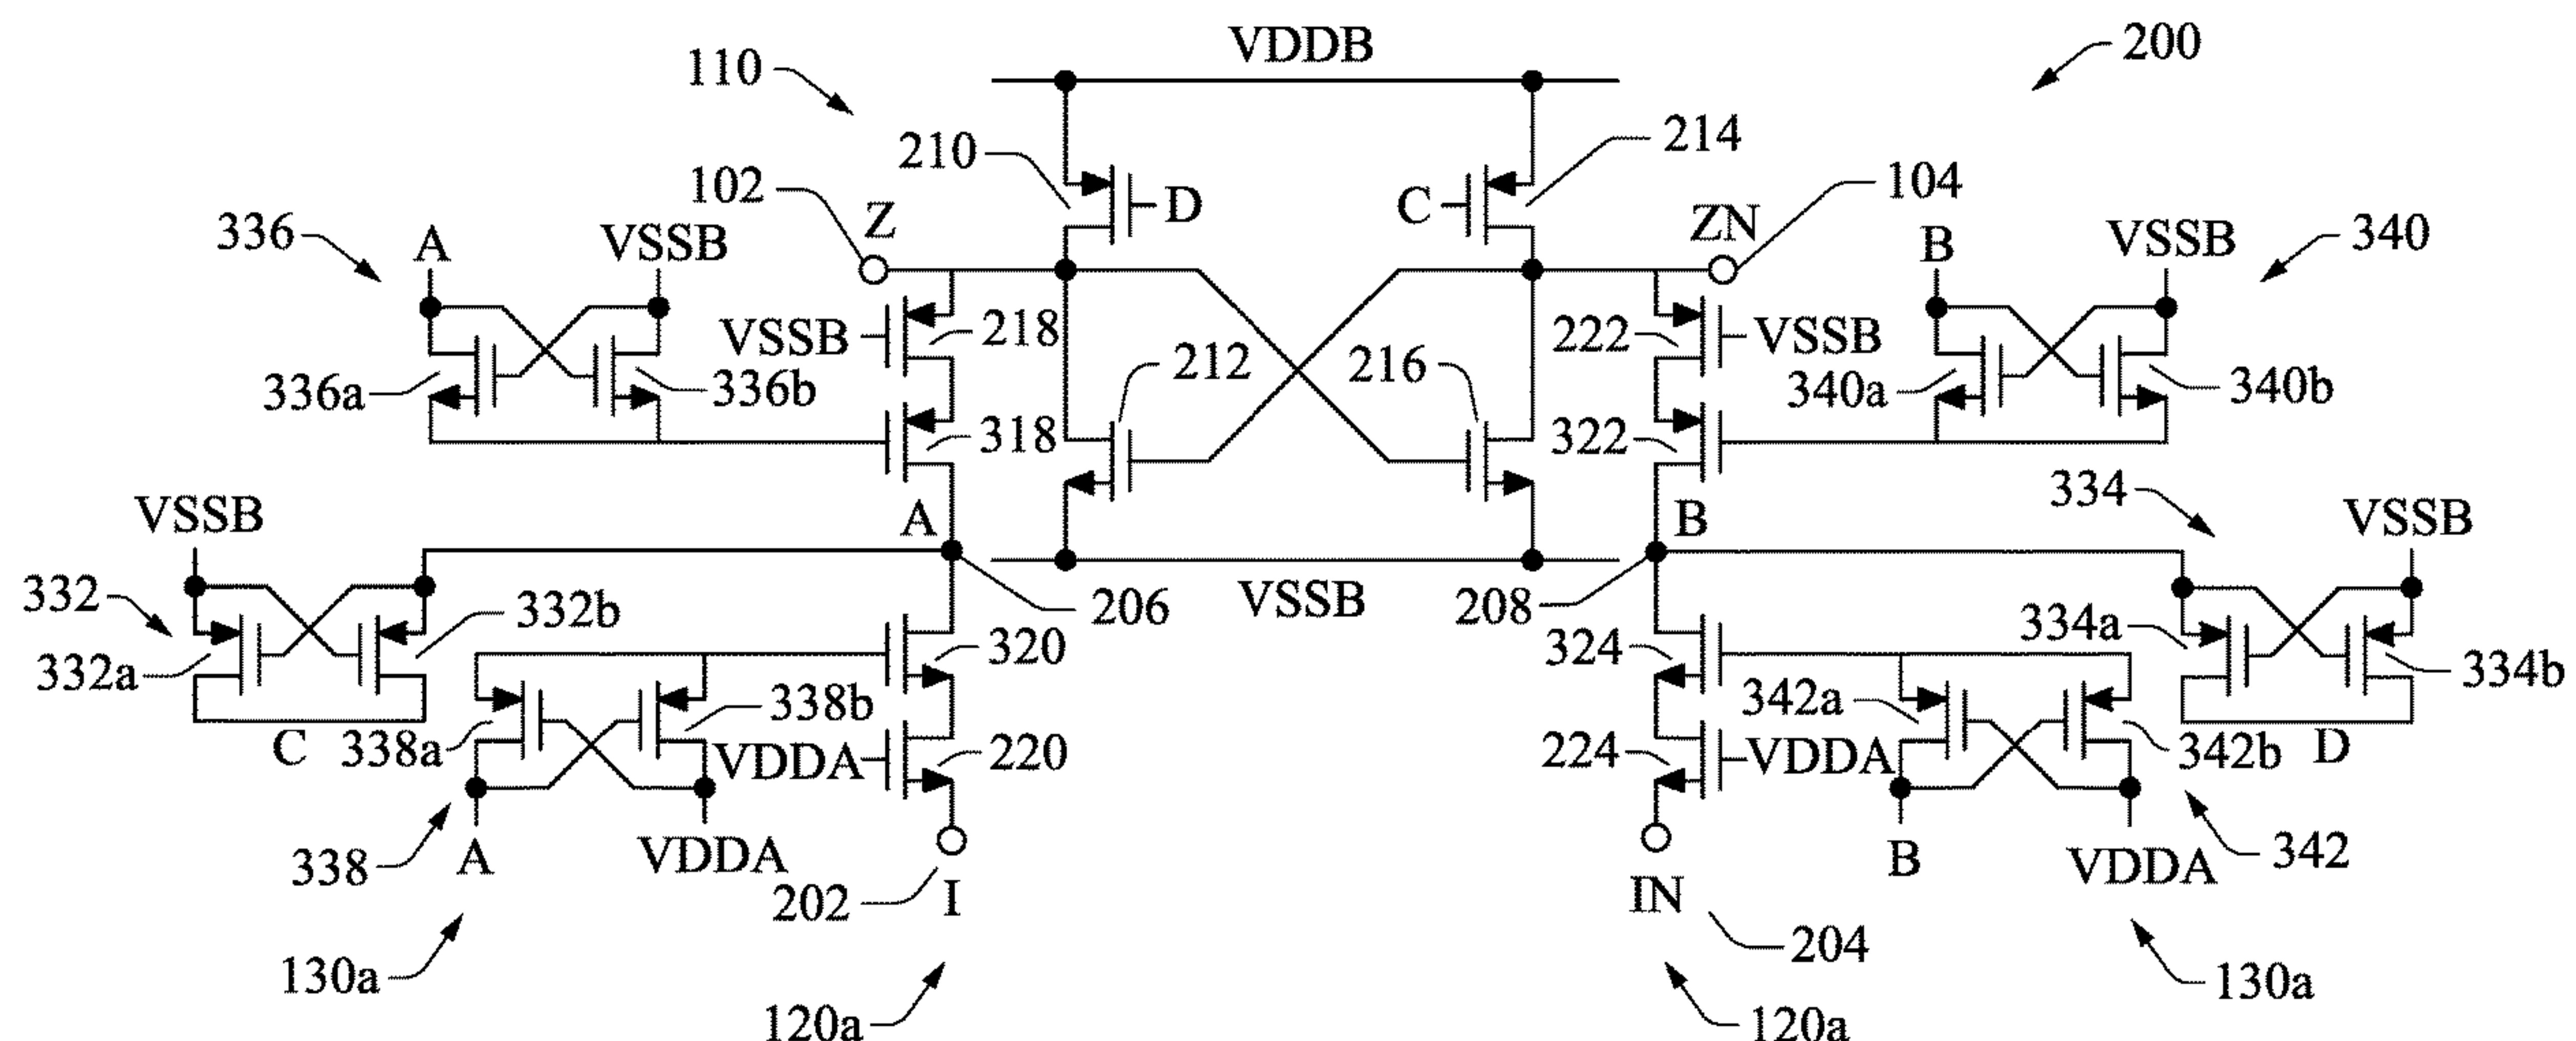 VDDB
200
110
210
214
102
D
C
104
Z
ZN
336
A
VSSB
B
VSSB
340
VSSB
218
222
VSSB
212
216
336a
336b
340a
340b
318
322
334
VSSB
A
B
VSSB
332
332b
206
VSSB
208
334a
332a
320
324
334b
C
338a
338b
342a
342b
D
VDDA
220
224
VDDA
338
A
VDDA
B
VDDA
342
202
I
IN
204
130a
130a
120a
120a